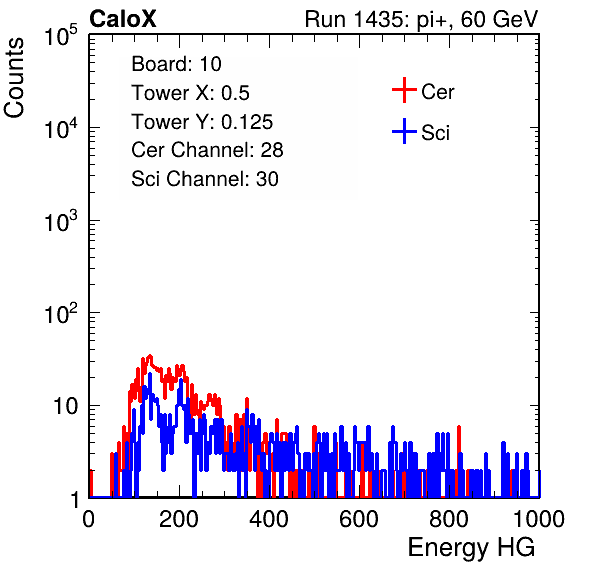 CaloX
Run 1435: pi+, 60 GeV
Counts
10^5
10^4
10^3
10^2
10
1
Board: 10
Tower X: 0.5
Tower Y: 0.125
Cer Channel: 28
Sci Channel: 30
Cer
Sci
0 200 400 600 800 1000
Energy HG